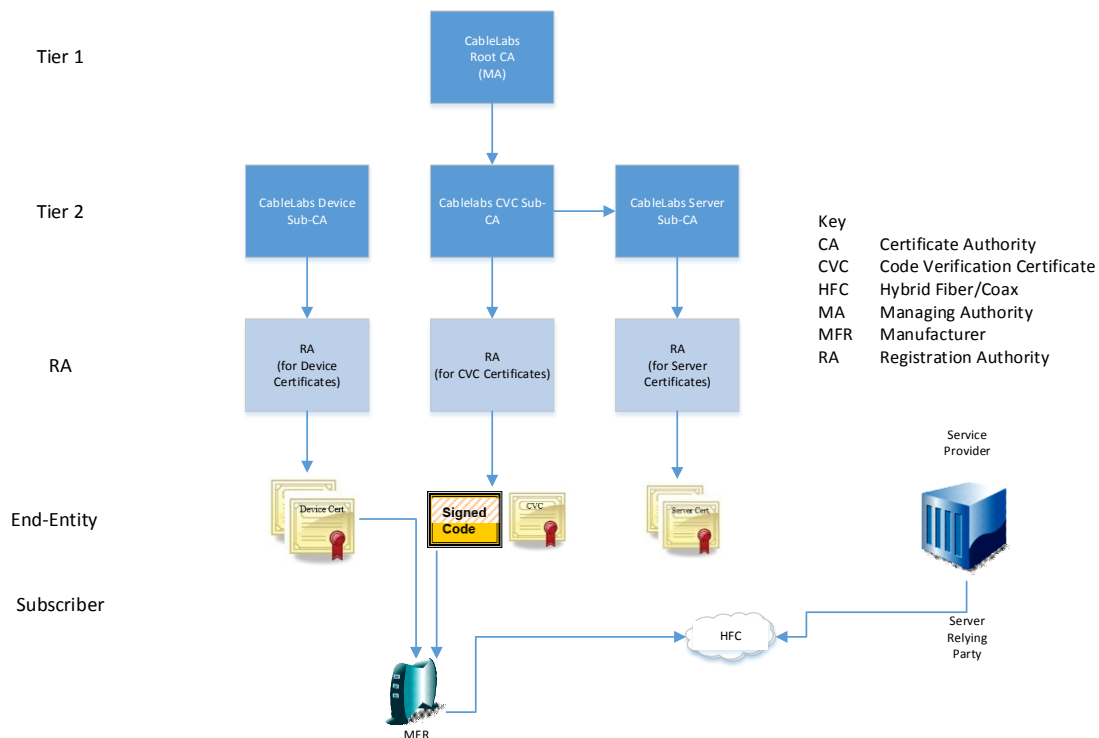 Tier 1
CableLabs
Root CA
(MA)
Tier 2
CableLabs Device
Sub-CA
Cablelabs CVC Sub-
CA
CableLabs Server
Sub-CA
Key
CA Certificate Authority
CVC Code Verification Certificate
HFC Hybrid Fiber/Coax
MA Managing Authority
MFR Manufacturer
RA Registration Authority
RA
RA
(for Device
Certificates)
RA
(for CVC Certificates)
RA
(for Server
Certificates)
Service
Provider
End-Entity
Device Cert.
Signed
Code
CVC
Server Cert.
Subscriber
HFC
Server
Relying
Party
MFR